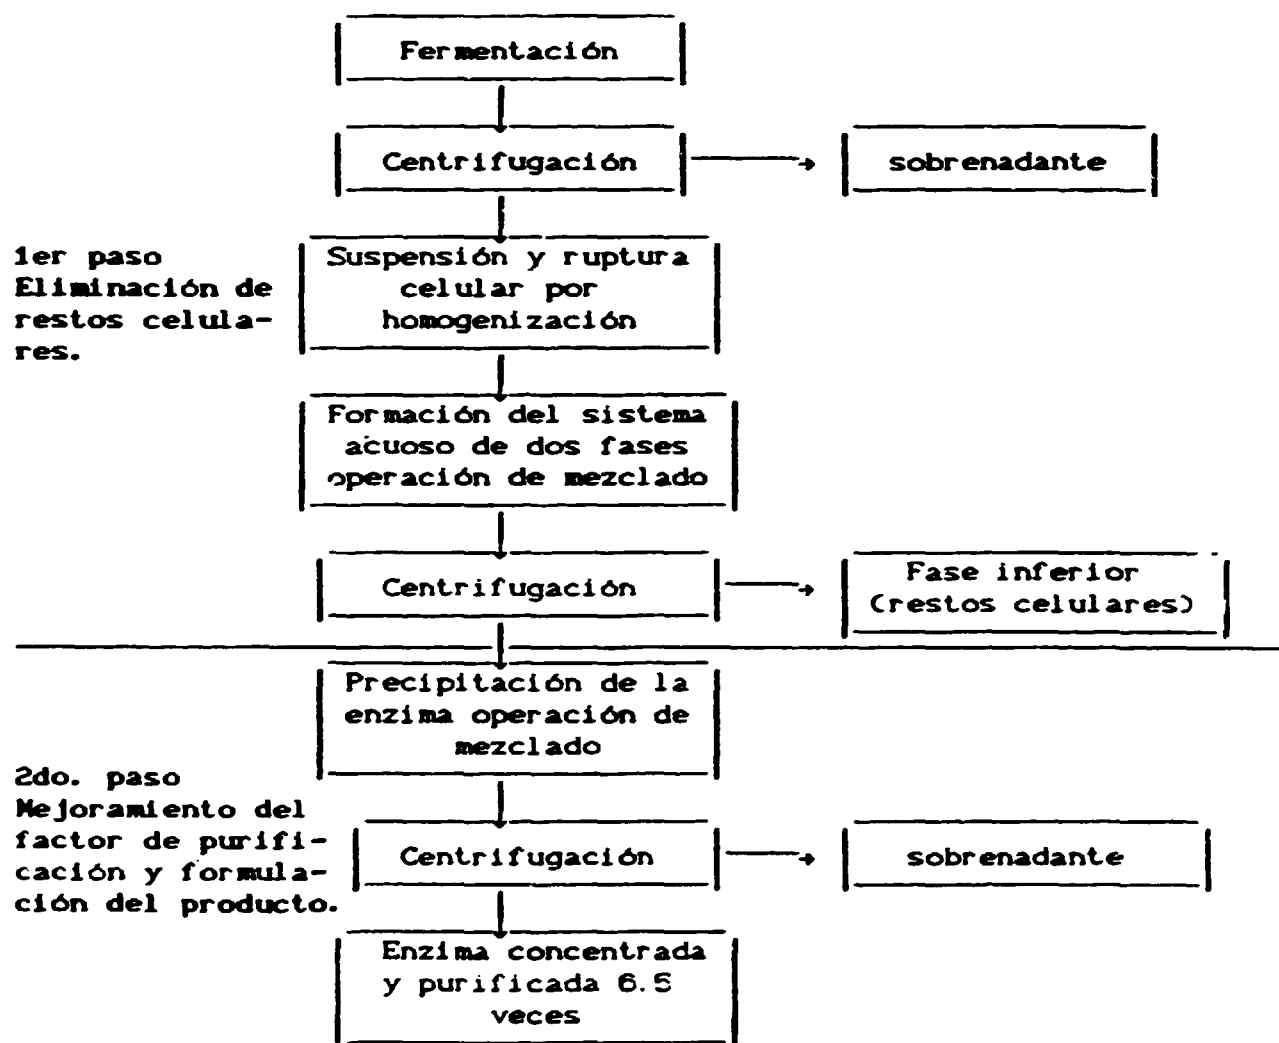 Fermentación
Centrifugación
sobrenadante
1er paso
Eliminación de
restos celula-
res.
Suspensión y ruptura
celular por
homogenización
Formación del sistema
acuoso de dos fases
operación de mezclado
Centrifugación
Fase inferior
(restos celulares)
Precipitación de la
enzima operación de
mezclado
2do. paso
Mejoramiento del
factor de purifi-
cación y formula-
ción del producto.
Centrifugación
sobrenadante
Enzima concentrada
y purificada 6.5
veces